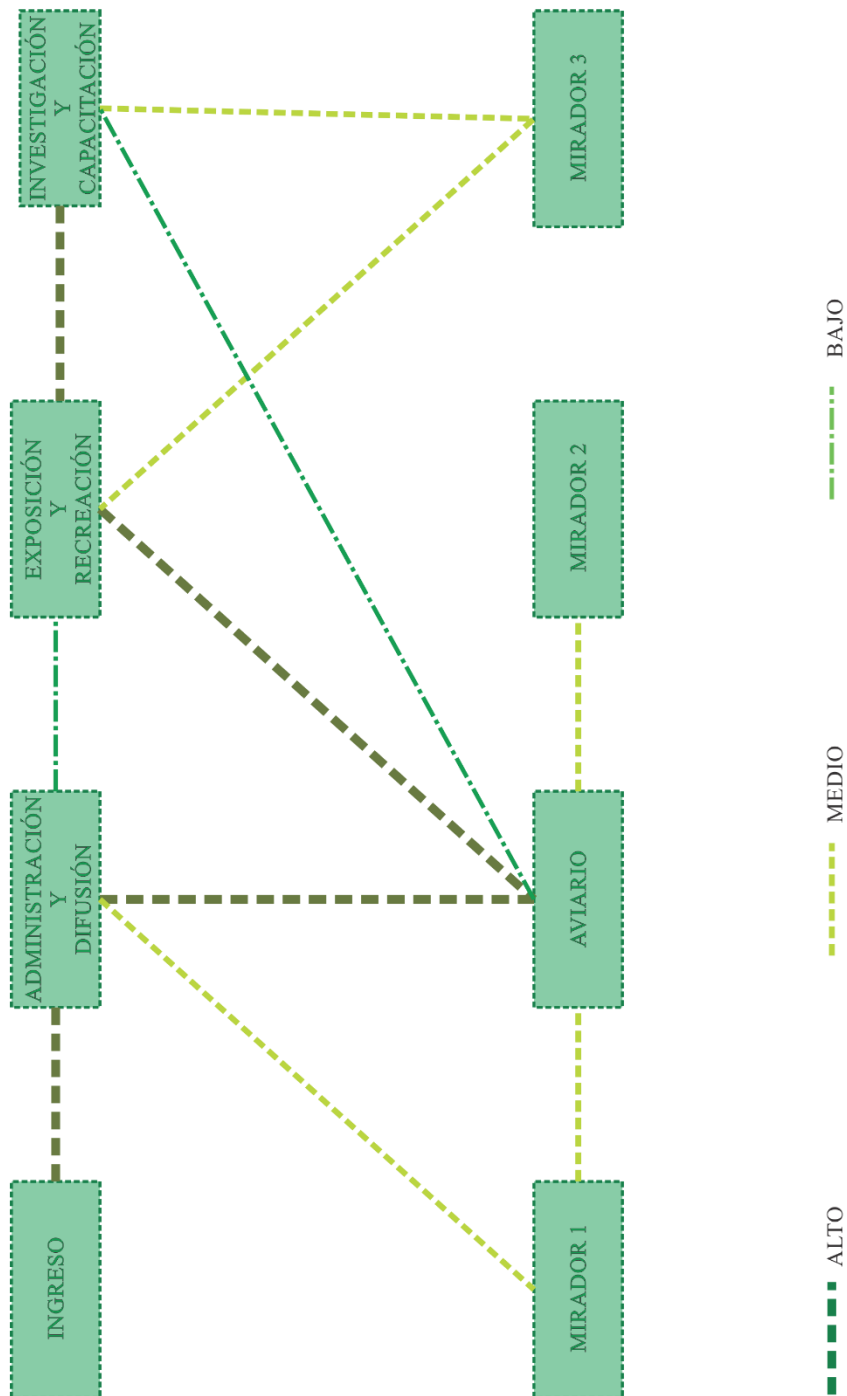 INGRESO
ADMINISTRACIÓN
Y
DIFUSIÓN
EXPOSICIÓN
Y
RECREACIÓN
INVESTIGACIÓN
Y
CAPACITACIÓN
MIRADOR 1
AVIARIO
MIRADOR 2
MIRADOR 3
ALTO
MEDIO
BAJO